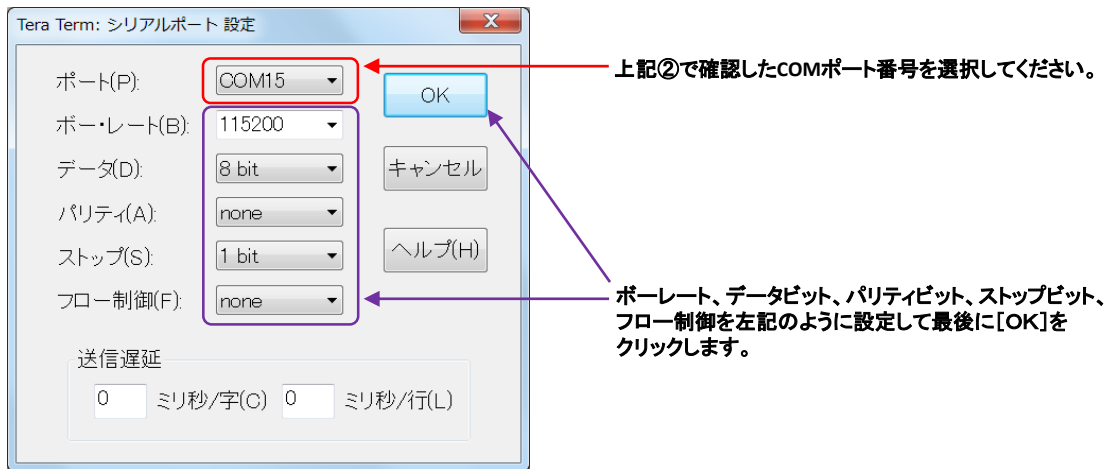 Tera Term: シリアルポート 設定
ポート(P):
COM15
OK
上記②で確認したCOMポート番号を選択してください。
ボー・レート(B):
115200
データ(D):
8 bit
キャンセル
パリティ(A):
none
ストップ(S):
1 bit
ヘルプ(H)
フロー制御(F):
none
ボーレート、データビット、パリティビット、ストップビット、
フロー制御を左記のように設定して最後に[OK]を
クリックします。
送信遅延
0 ミリ秒/字(C) 0 ミリ秒/行(L)